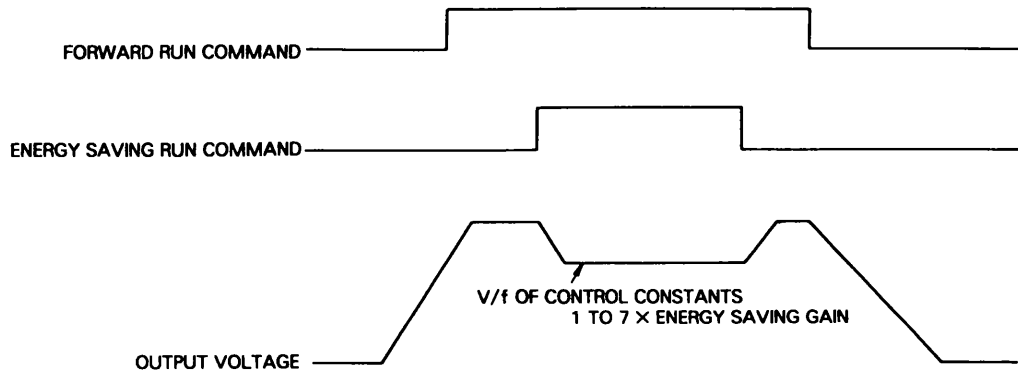 FORWARD RUN COMMAND
ENERGY SAVING RUN COMMAND
V/f OF CONTROL CONSTANTS
1 TO 7 × ENERGY SAVING GAIN
OUTPUT VOLTAGE